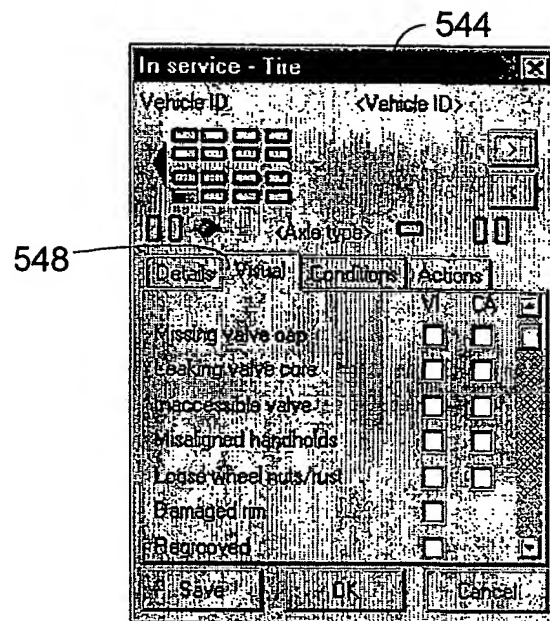 544
In service - Tire
Vehicle ID <Vehicle ID>
>
<Axle type>
548
Details Visual Conditions Actions
VI CA
Missing valve cap
Leaking valve core
Inaccessible valve
Misaligned handholds
Loose wheel nuts/rust
Damaged rim
Regrooved
Save OK Cancel